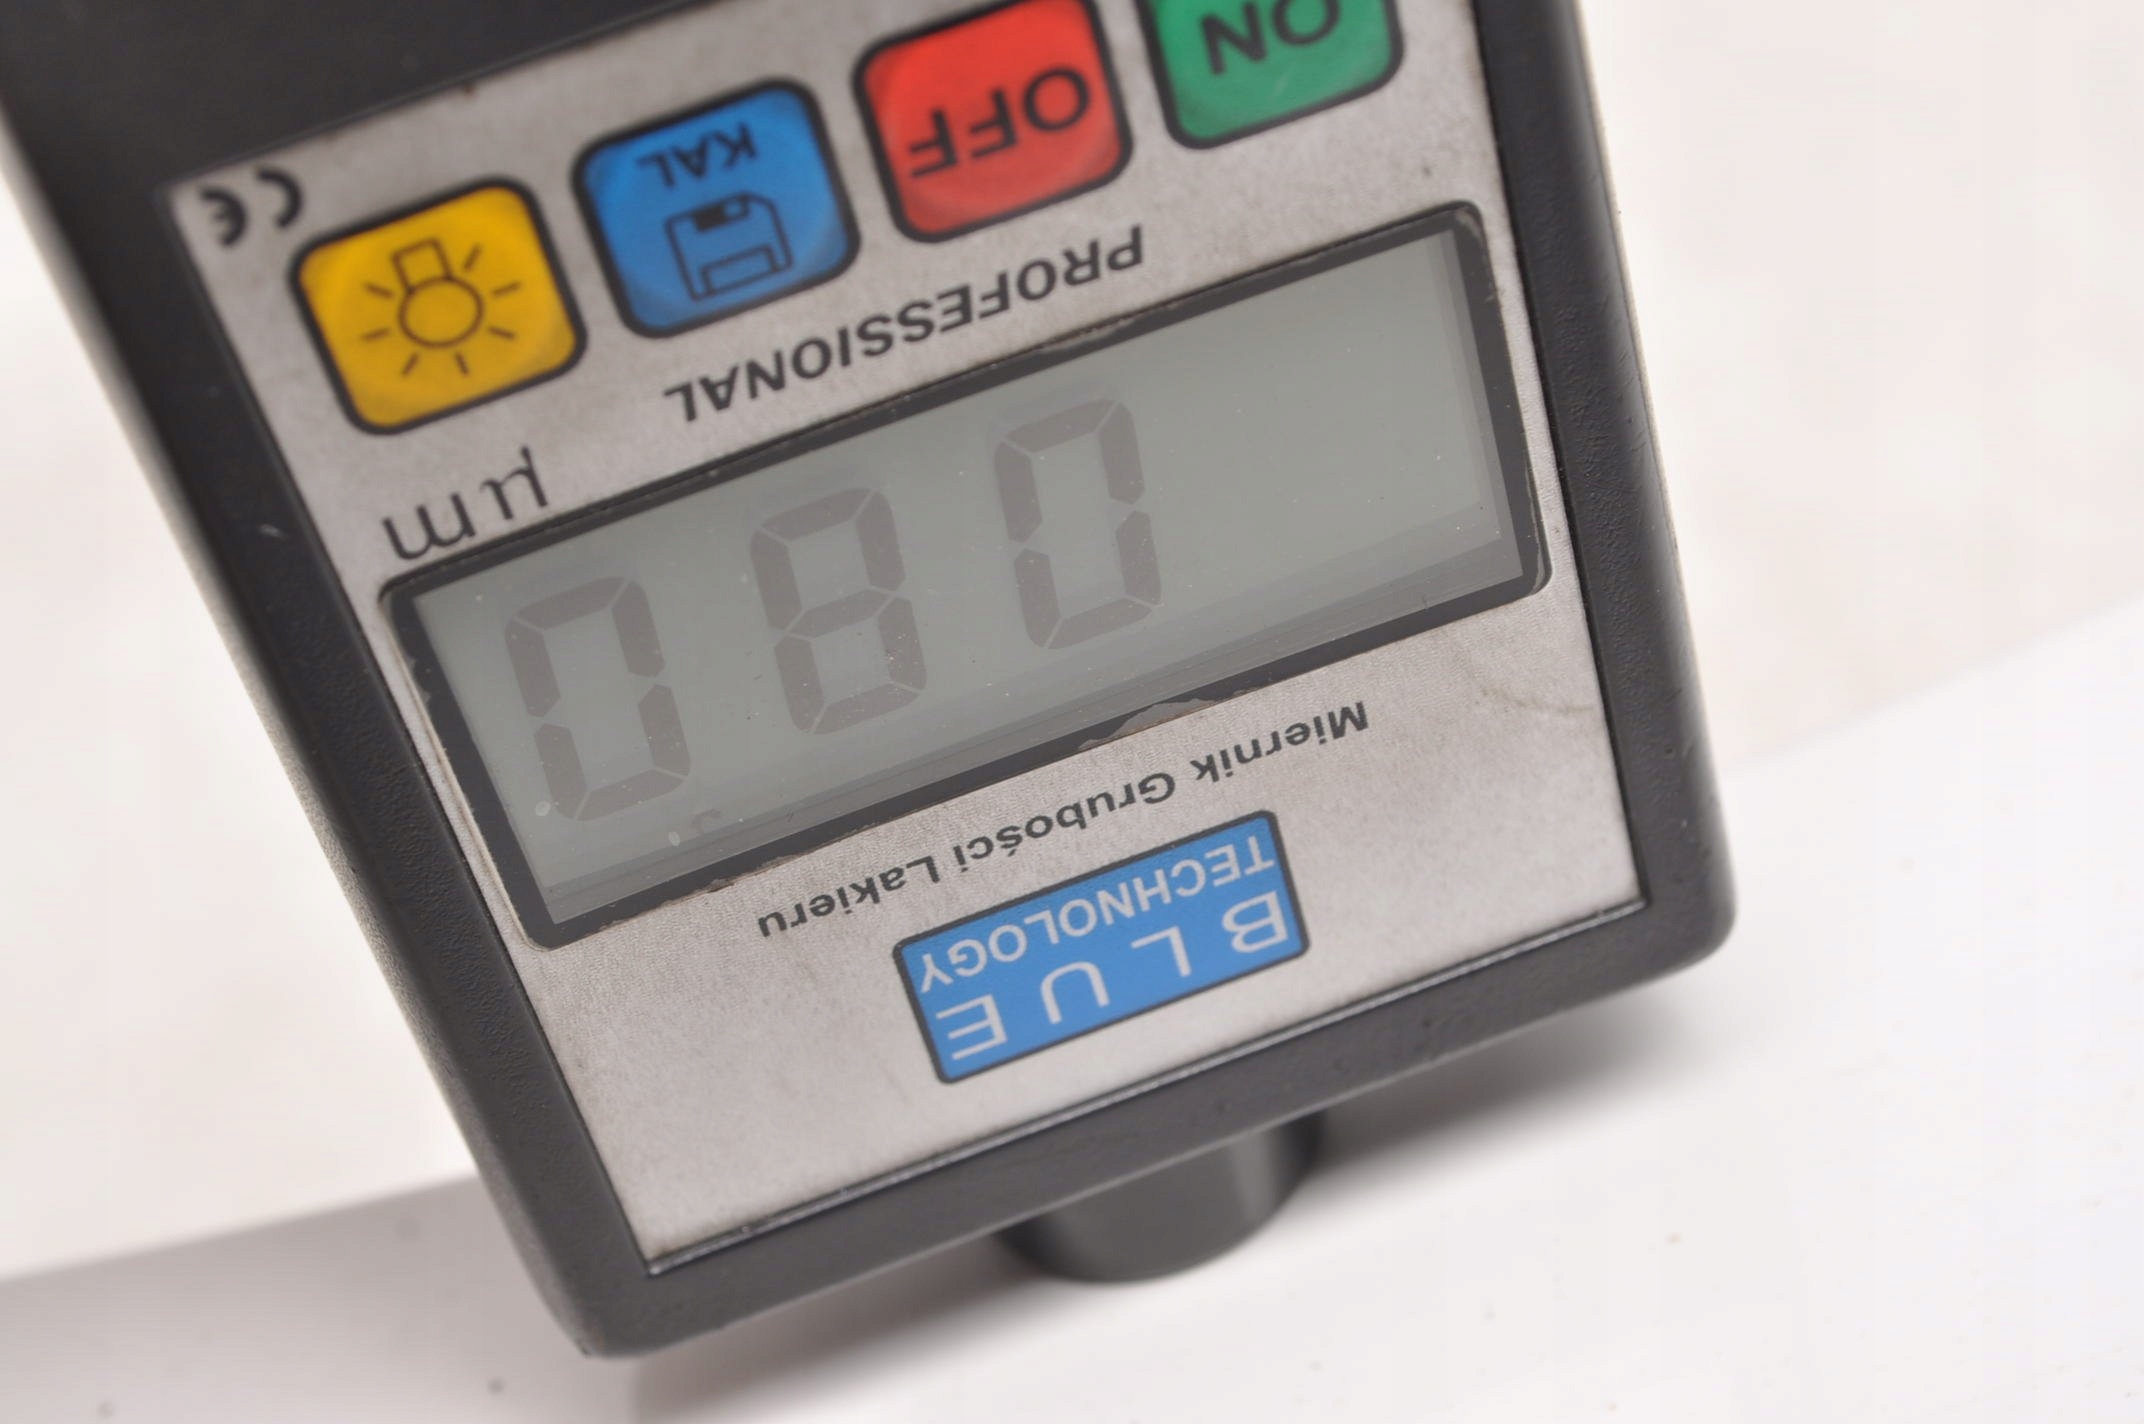 BLUE
TECHNOLOGY
Miernik Grubości Lakieru
080
µm
PROFESSIONAL
ON OFF KAL
CE